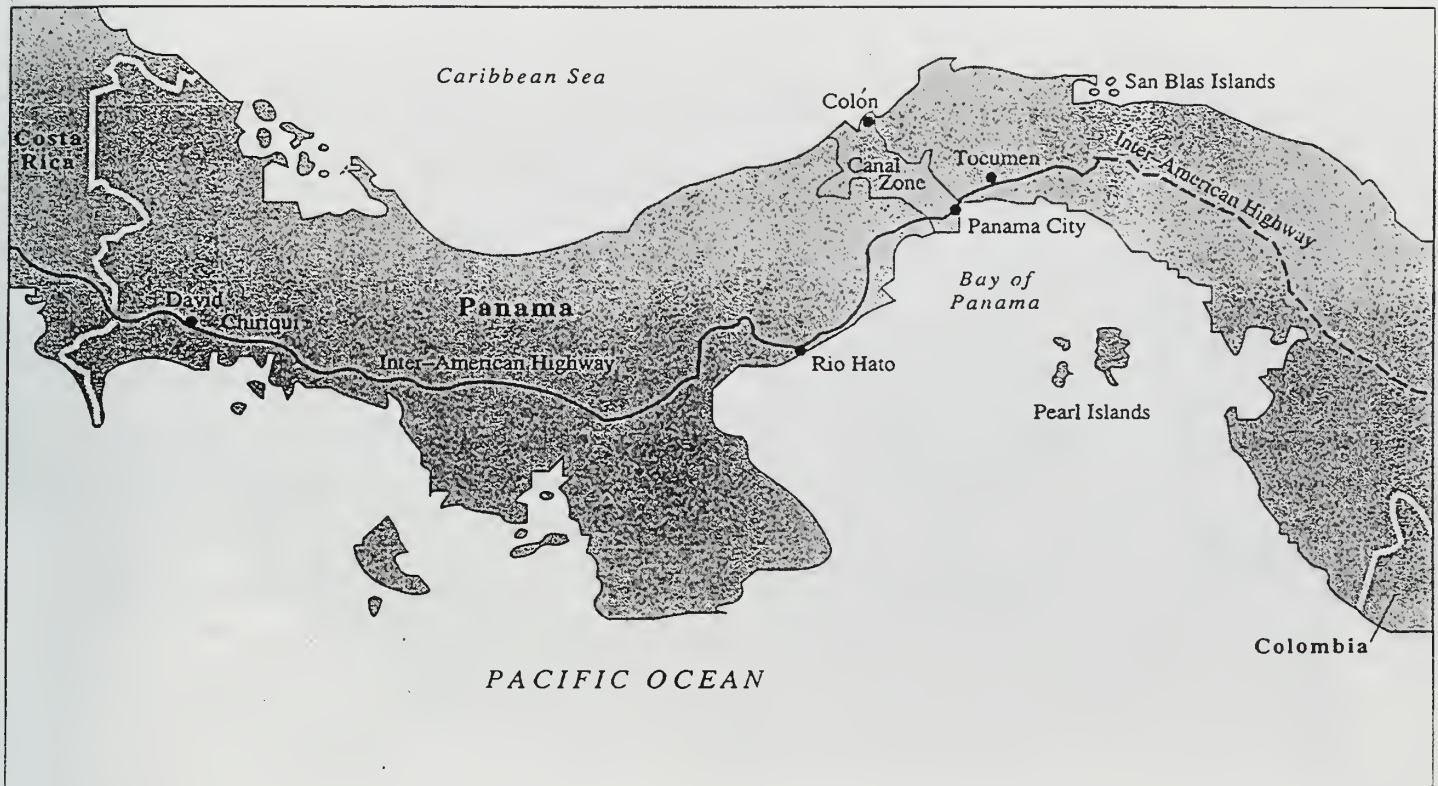 Caribbean Sea
San Blas Islands
Colón
Costa
Rica
Inter-American Highway
Canal
Zone
Tocumen
Panama City
Bay of
Panama
David
Chiriqui
Panama
Inter-American Highway
Rio Hato
Pearl Islands
Colombia
PACIFIC OCEAN